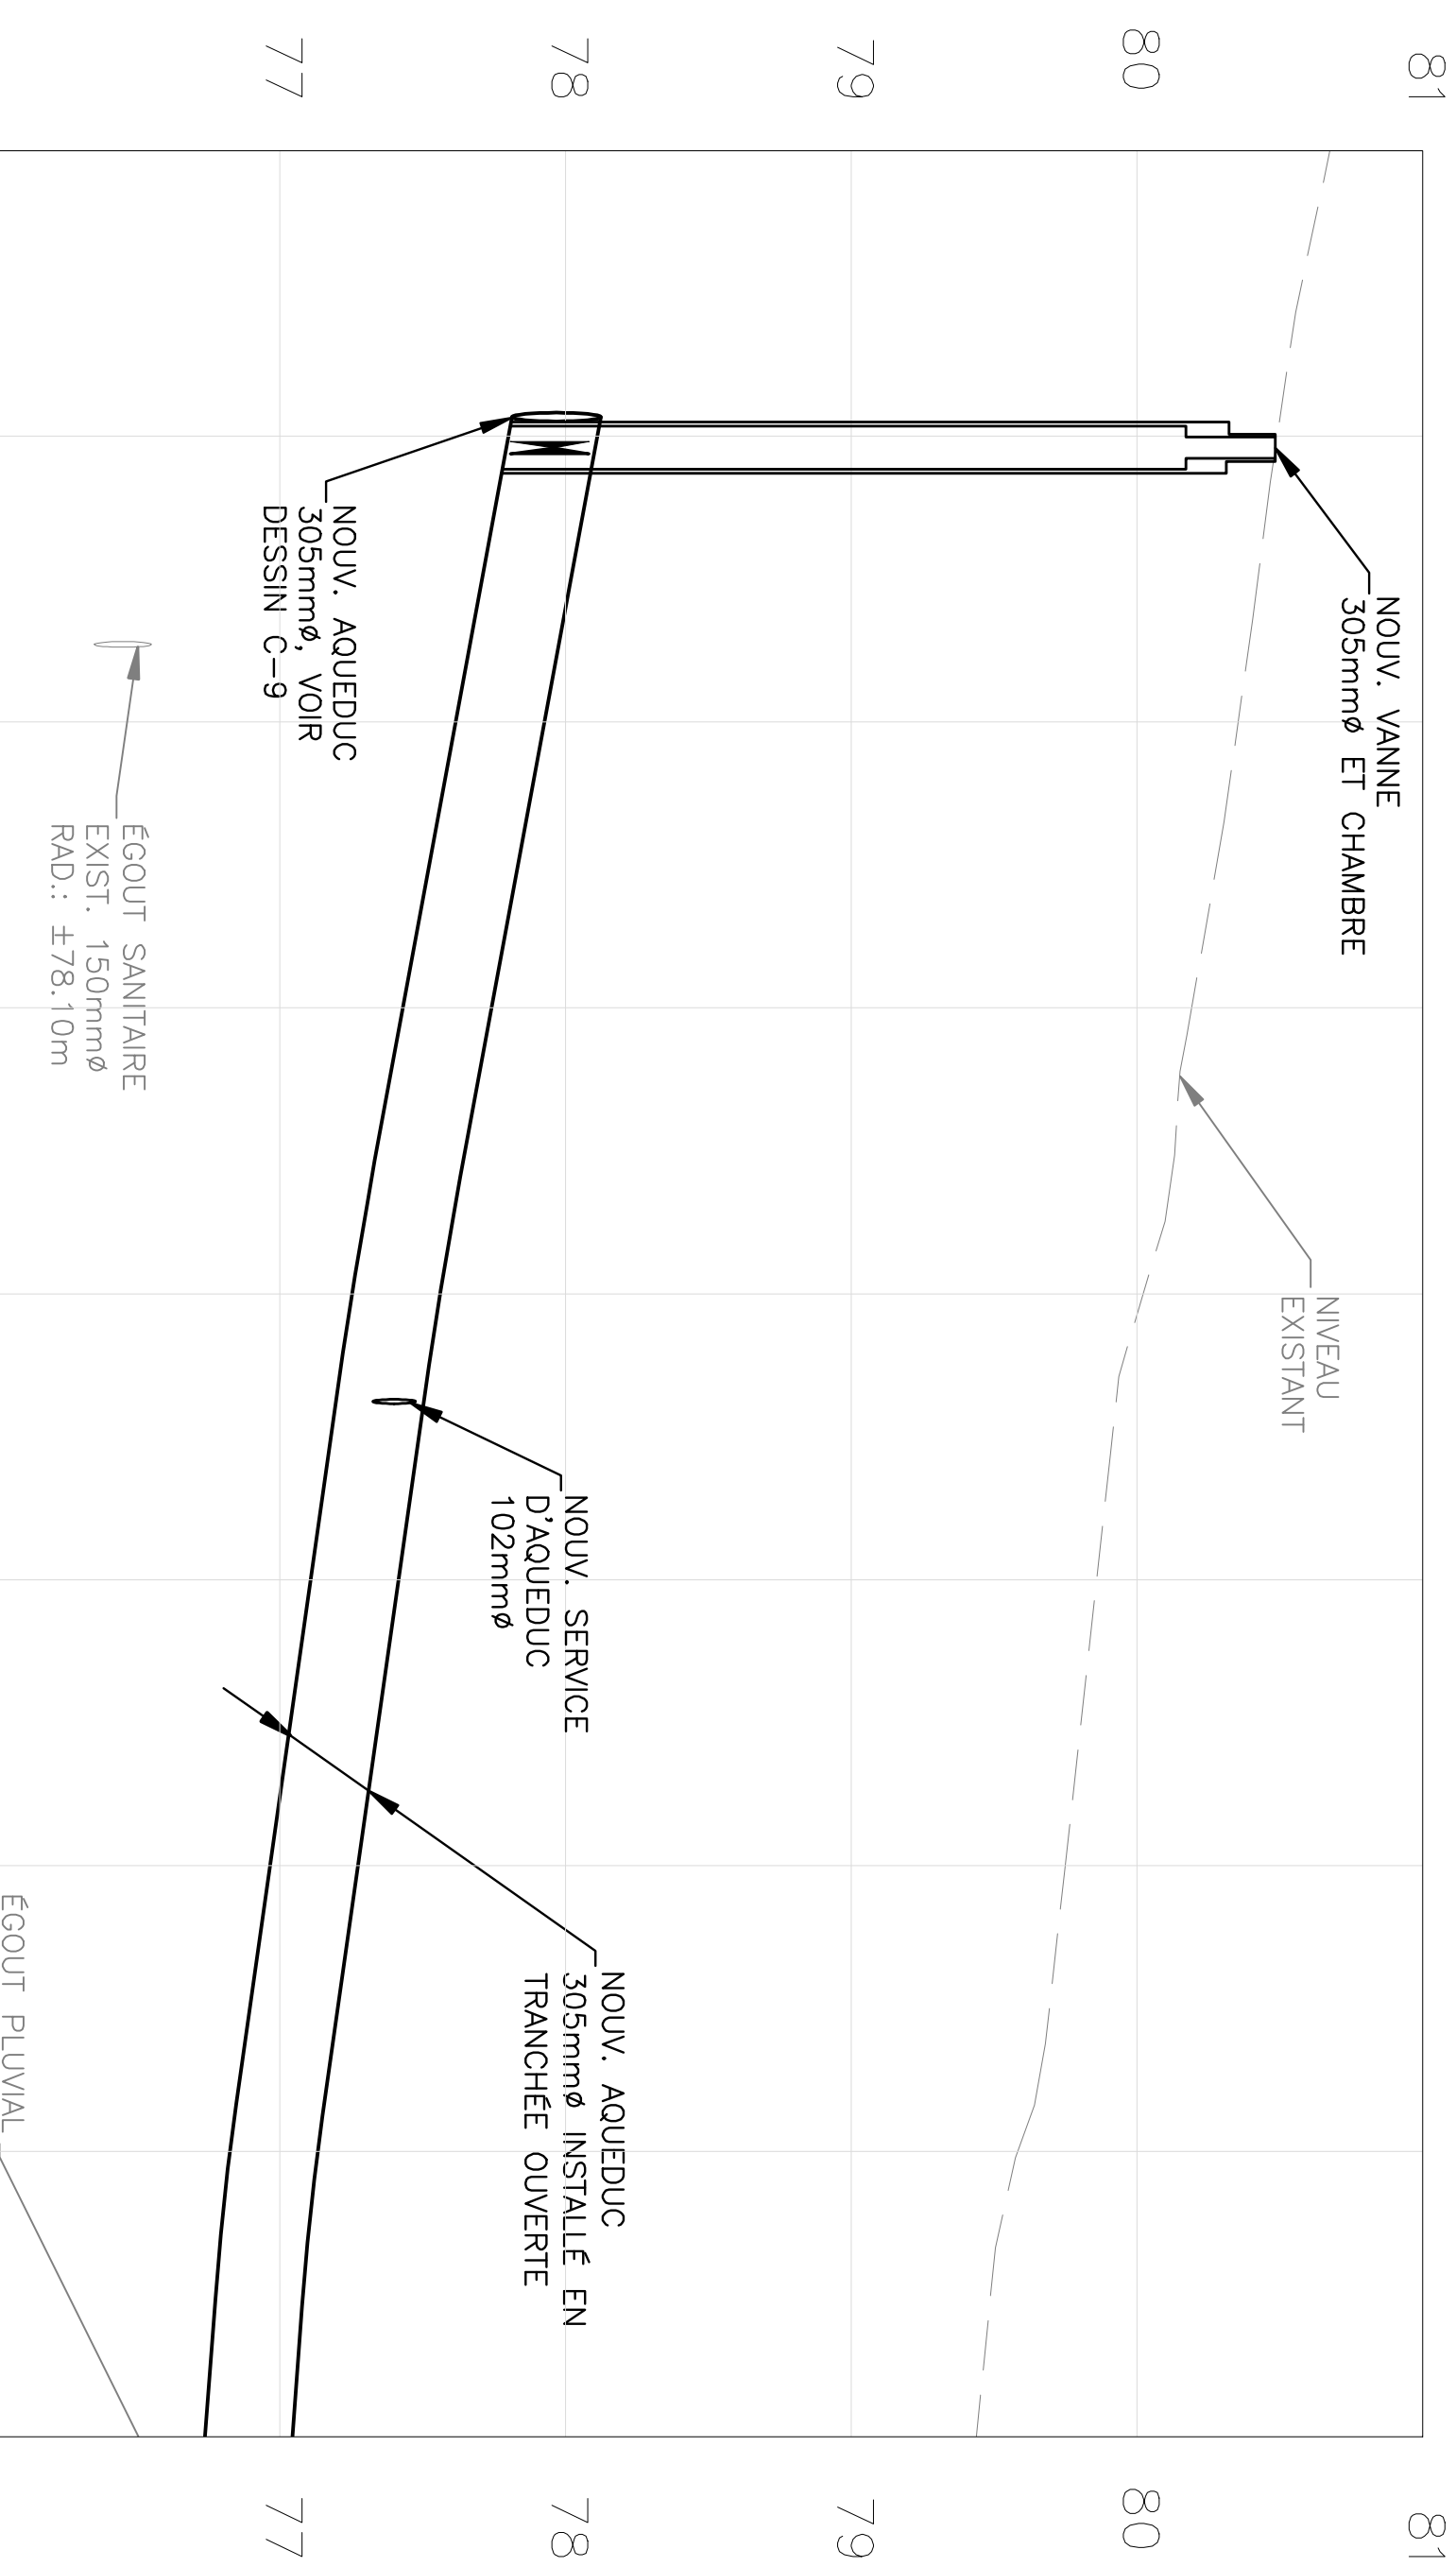 81
81
NOUV. VANNE
305mmø ET CHAMBRE
NIVEAU
EXISTANT
80
80
79
79
NOUV. AQUEDUC
305mmø INSTALLÉ EN
TRANCHÉE OUVERTE
78
78
NOUV. SERVICE
D'AQUEDUC
102mmø
NOUV. AQUEDUC
305mmø, VOIR
DESSIN C-9
77
77
ÉGOUT SANITAIRE
EXIST. 150mmø
RAD.: ±78.10m
ÉGOUT PLUVIAL